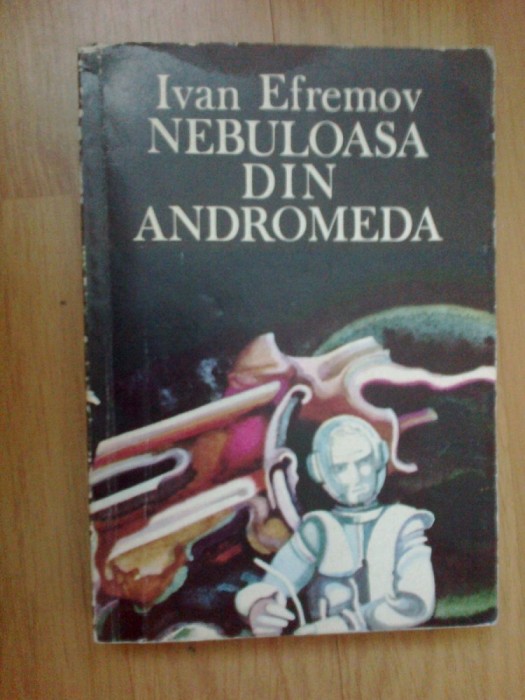 Ivan Efremov
NEBULOASA
DIN
ANDROMEDA